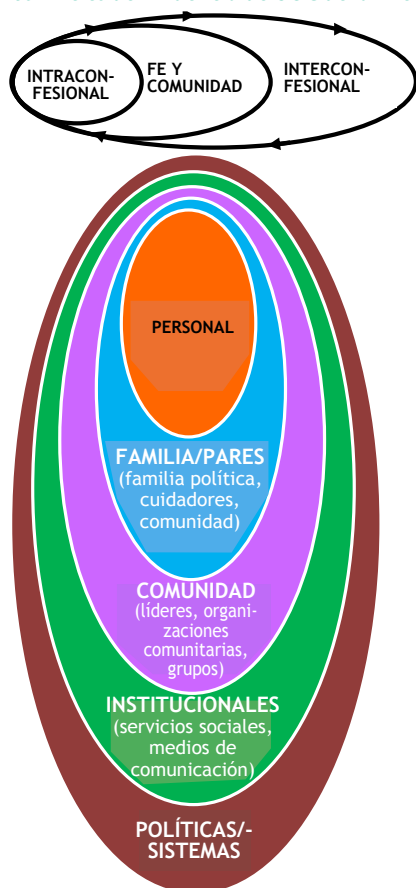 INTRACON-
FESIONAL
FE Y
COMUNIDAD
INTERCON-
FESIONAL
PERSONAL
FAMILIA/PARES
(familia política,
cuidadores,
comunidad)
COMUNIDAD
(líderes, organi-
zaciones
comunitarias,
grupos)
INSTITUCIONALES
(servicios sociales,
medios de
comunicación)
POLÍTICAS/-
SISTEMAS